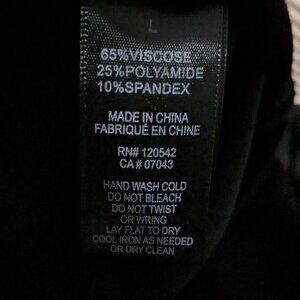 L
65%VISCOSE
25%POLYAMIDE
10%SPANDEX
MADE IN CHINA
FABRIQUÉ EN CHINE
RN# 120542
CA# 07043
HAND WASH COLD
DO NOT BLEACH
DO NOT TWIST
OR WRING
LAY FLAT TO DRY
COOL IRON AS NEEDED
OR DRY CLEAN